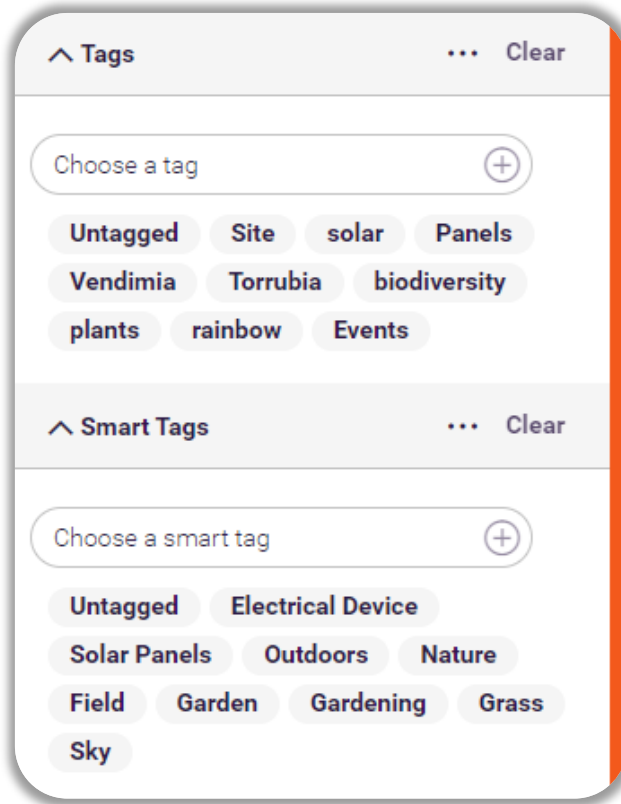 Tags ••• Clear
Choose a tag
Untagged Site solar Panels
Vendimia Torrubia biodiversity
plants rainbow Events
Smart Tags ••• Clear
Choose a smart tag
Untagged Electrical Device
Solar Panels Outdoors Nature
Field Garden Gardening Grass
Sky